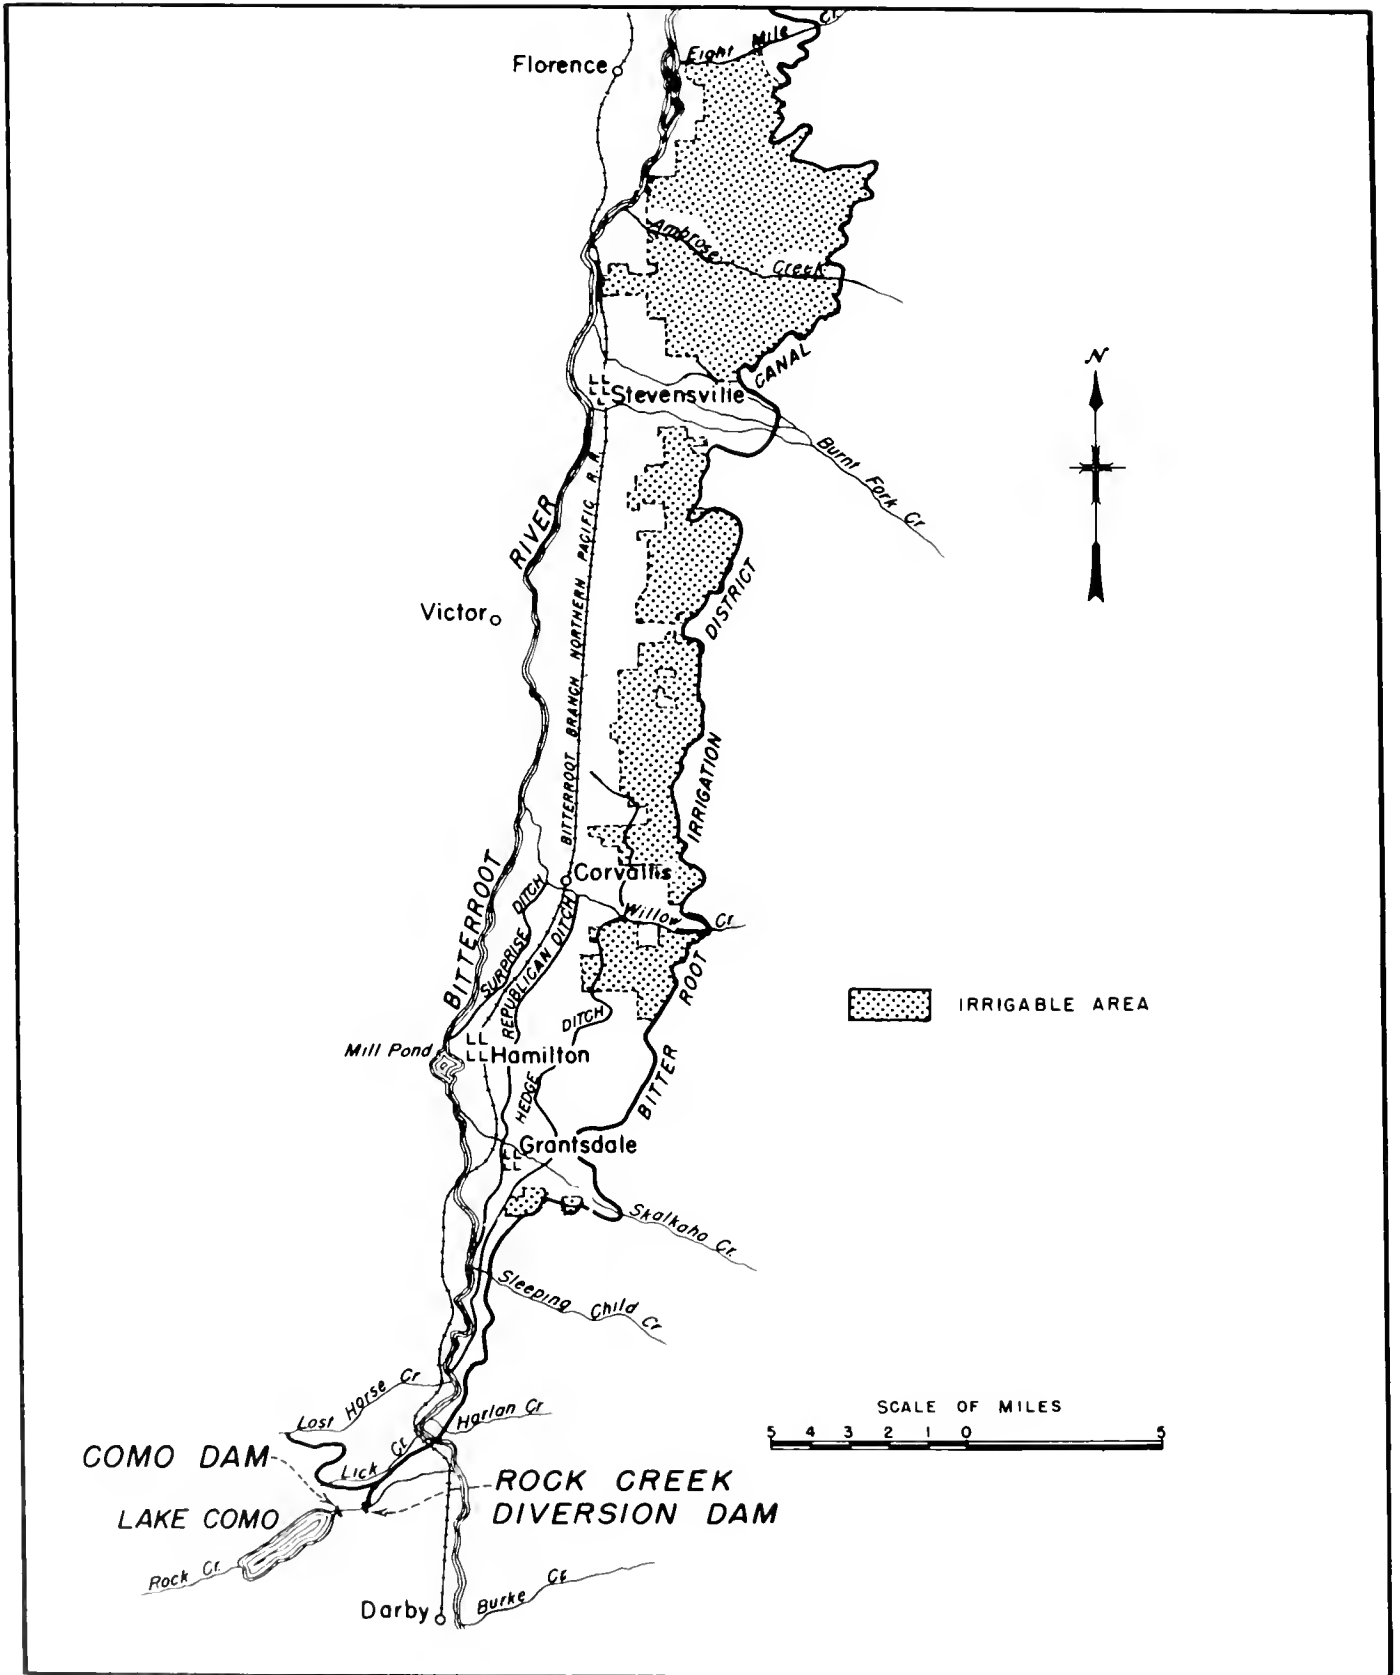 Cr.
Eight Mile
Florence
Ambrose
Creek
CANAL
N
Stevensville
Burnt Fork Cr
RIVER
BITTERROOT BRANCH NORTHERN PACIFIC R.R.
DISTRICT
Victor
IRRIGATION
BITTERROOT
Corvallis
DITCH
Willow Cr
SURPRISE
REPUBLICAN DITCH
ROOT
IRRIGABLE AREA
DITCH
Mill Pond
Hamilton
BITTER
HEDGE
Grantsdale
Skalkaho Cr.
Sleeping Child Cr
Lost Horse Cr
Harlan Cr
SCALE OF MILES
5 4 3 2 1 0 5
COMO DAM
Lick Cr
ROCK CREEK
DIVERSION DAM
LAKE COMO
Rock Cr.
Darby
Burke Cr